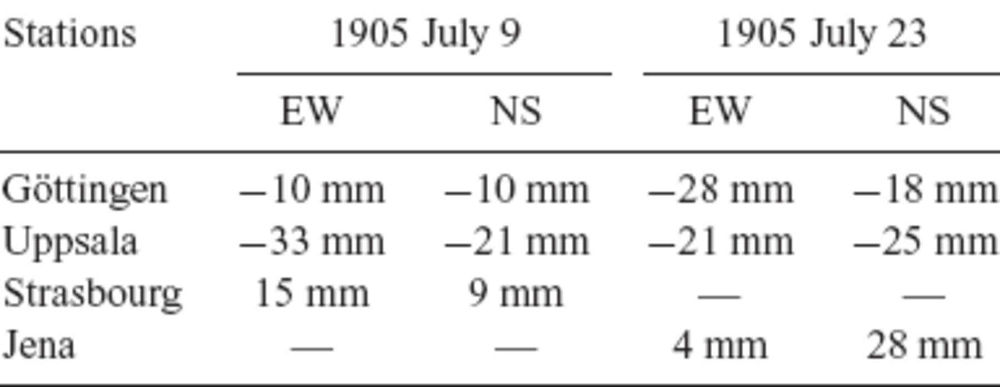 Stations 1905 July 9 1905 July 23
EW NS EW NS
Göttingen –10 mm –10 mm –28 mm –18 mm
Uppsala –33 mm –21 mm –21 mm –25 mm
Strasbourg 15 mm 9 mm — —
Jena — — 4 mm 28 mm